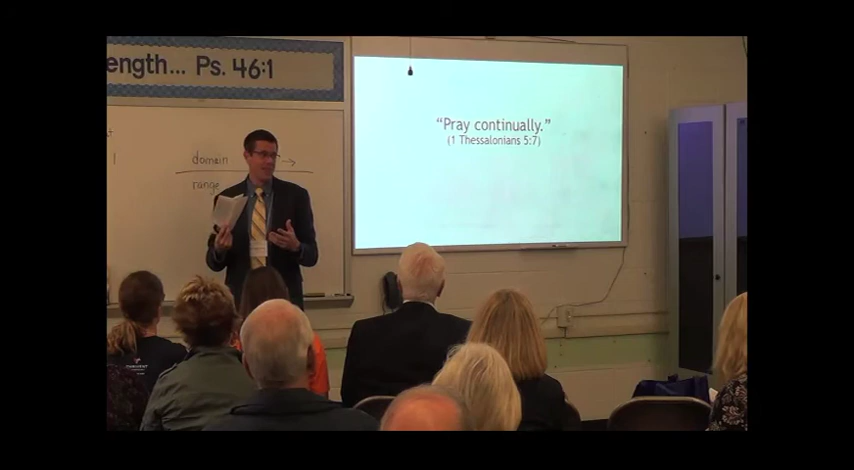 ength... Ps. 46:1
domain
range
“Pray continually.”
(1 Thessalonians 5:7)